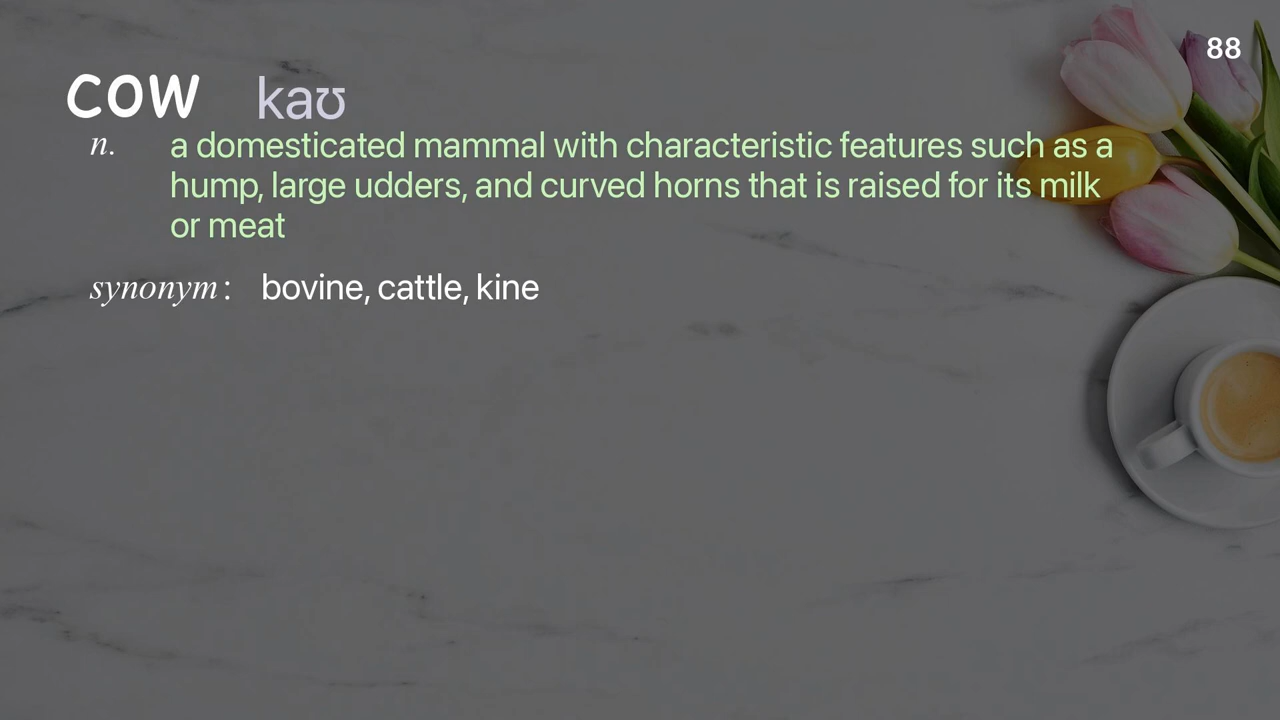 88
cow kaʊ
n. a domesticated mammal with characteristic features such as a
hump, large udders, and curved horns that is raised for its milk
or meat
synonym: bovine, cattle, kine